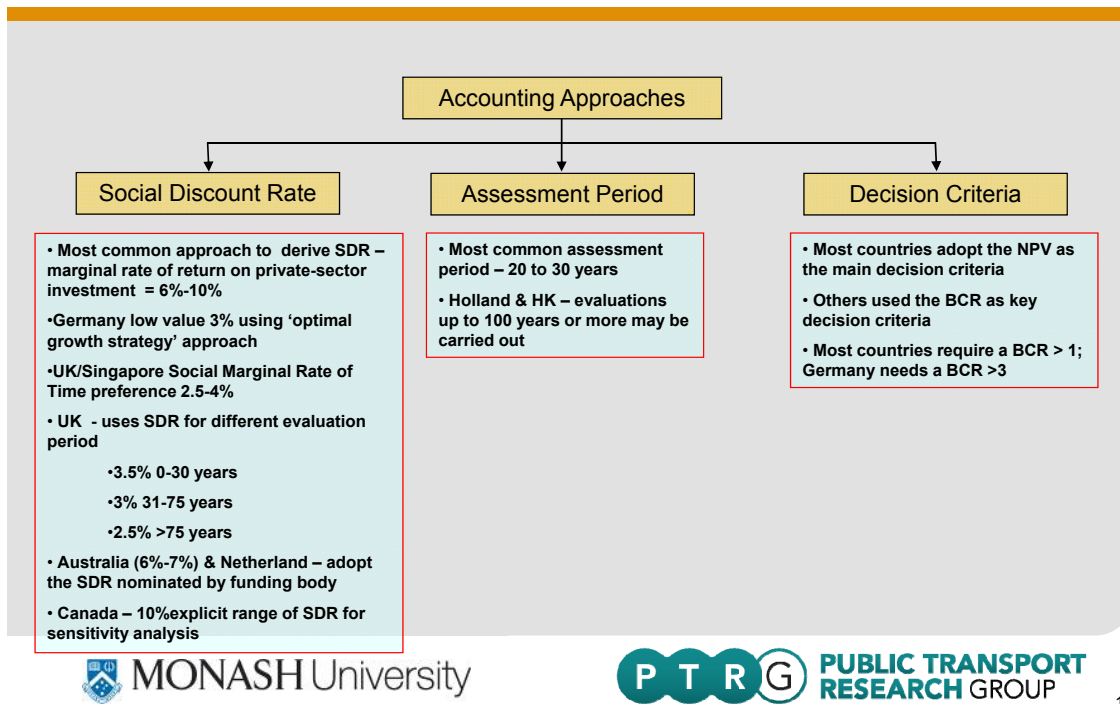 Accounting Approaches
Social Discount Rate
• Most common approach to derive SDR –
marginal rate of return on private-sector
investment = 6%-10%
•Germany low value 3% using ‘optimal
growth strategy’ approach
•UK/Singapore Social Marginal Rate of
Time preference 2.5-4%
• UK - uses SDR for different evaluation
period
•3.5% 0-30 years
•3% 31-75 years
•2.5% >75 years
• Australia (6%-7%) & Netherland – adopt
the SDR nominated by funding body
• Canada – 10%explicit range of SDR for
sensitivity analysis
Assessment Period
• Most common assessment
period – 20 to 30 years
• Holland & HK – evaluations
up to 100 years or more may be
carried out
Decision Criteria
• Most countries adopt the NPV as
the main decision criteria
• Others used the BCR as key
decision criteria
• Most countries require a BCR > 1;
Germany needs a BCR >3
MONASH University
PTRG
PUBLIC TRANSPORT
RESEARCH GROUP